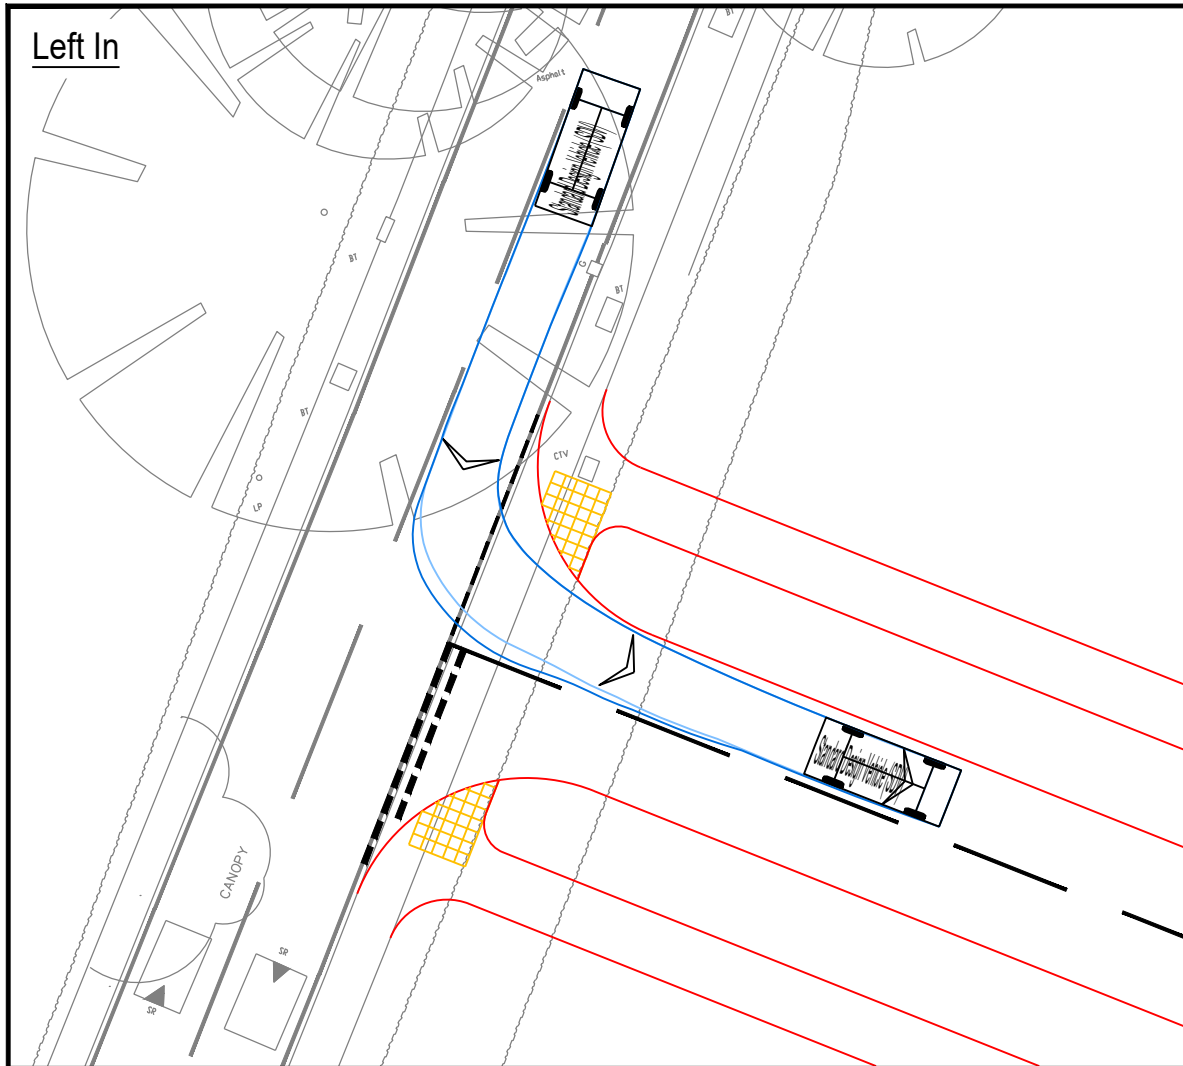 Left In
BT
Asphalt
Standard Design Vehicle (SDV)
BT
G
BT
BT
CTV
LP
Standard Design Vehicle (SDV)
CANOPY
SR
SR